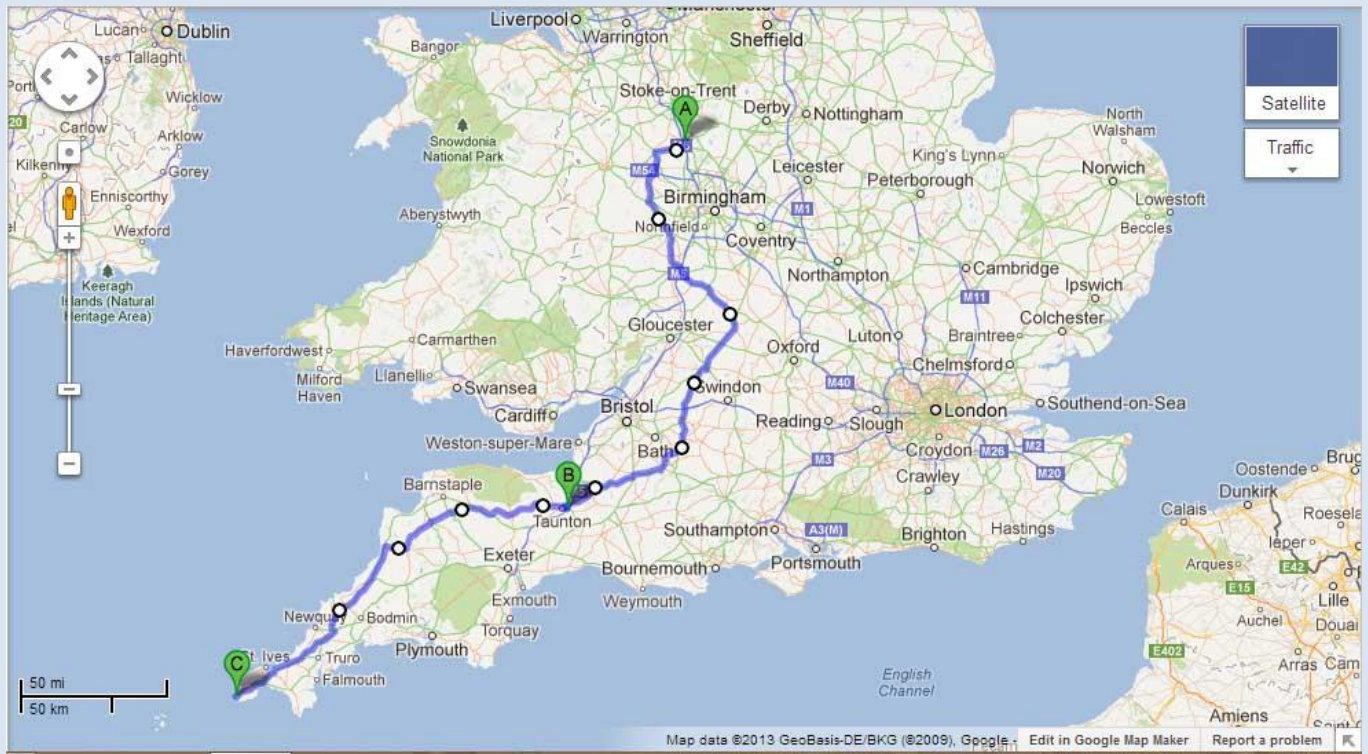 Liverpool
Manchester
Lucan
Dublin
Warrington
Sheffield
Tallaght
Bangor
Satellite
Stoke-on-Trent
A
Derby
Nottingham
Wicklow
North
Walsham
20
Carlow
Arklow
Snowdonia
National Park
Traffic
King's Lynn
Norwich
Kilkenny
Gorey
M54
Leicester
Peterborough
Enniscorthy
Birmingham
Lowestoft
Aberystwyth
M1
Wexford
Northfield
Beccles
Coventry
Keeragh
Islands (Natural
Heritage Area)
M5
Northampton
Cambridge
Ipswich
M11
Gloucester
Colchester
Carmarthen
Luton
Braintree
Haverfordwest
Oxford
Chelmsford
Milford
Haven
Llanelli
Swansea
Swindon
M40
Cardiff
Bristol
London
Southend-on-Sea
Reading
Slough
Weston-super-Mare
Bath
Croydon
M26
M2
M3
M20
Oostende
Crawley
B
Barnstaple
Dunkirk
Calais
Taunton
Southampton
A3(M)
Brighton
Hastings
Ieper
Exeter
Portsmouth
Bournemouth
Arques
E42
Exmouth
Weymouth
E15
Lille
Newquay
Bodmin
Torquay
Auchel
Plymouth
E402
C
St. Ives
Truro
Arras
Falmouth
English
Channel
50 mi
50 km
Amiens
Map data ©2013 GeoBasis-DE/BKG (©2009), Google - Edit in Google Map Maker Report a problem